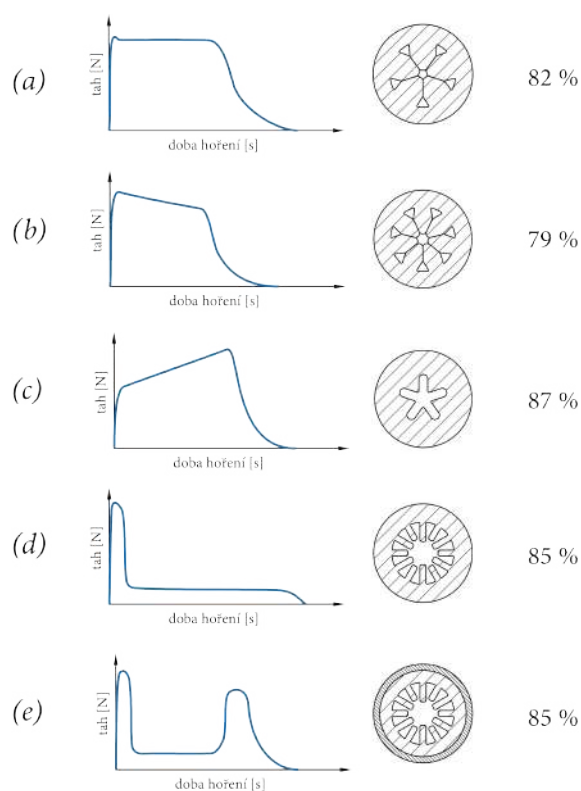 (a)
tah [N]
doba hoření [s]
82 %
(b)
tah [N]
doba hoření [s]
79 %
(c)
tah [N]
doba hoření [s]
87 %
(d)
tah [N]
doba hoření [s]
85 %
(e)
tah [N]
doba hoření [s]
85 %